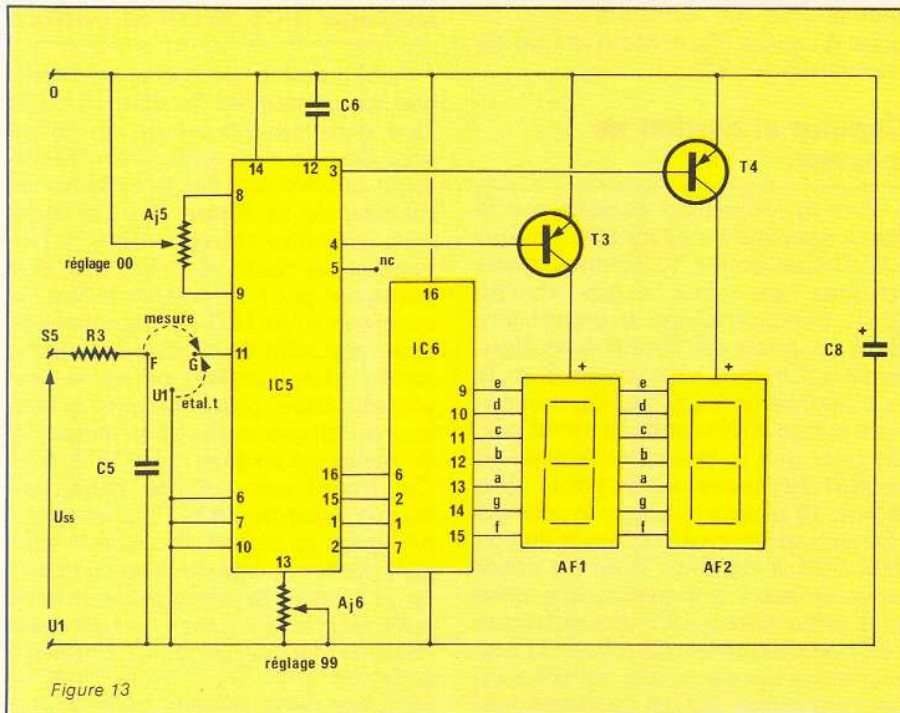 0
14
12
C6
3
T4
8
Aj5
4
T3
5
nc
réglage 00
9
16
mesure
S5
R3
F
G
11
IC5
IC6
C8
+
U1
etal.t
+
+
9
e
e
10
d
d
11
c
c
12
b
b
C5
16
6
13
a
a
15
2
14
g
g
US5
6
1
1
15
f
f
7
2
7
10
AF1
AF2
13
Aj6
U1
réglage 99
Figure 13